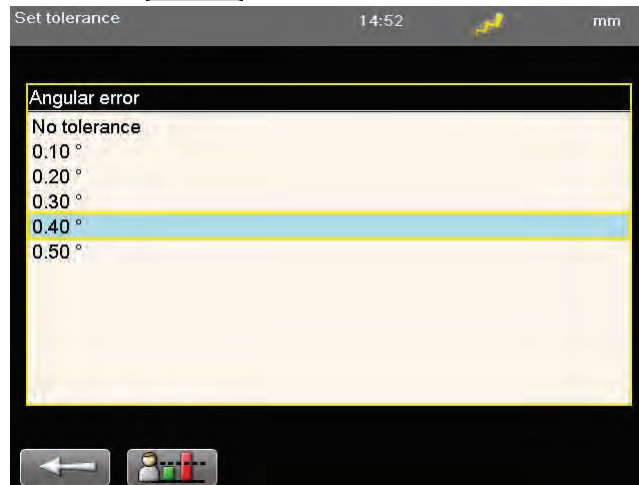 Set tolerance 14:52 mm
Angular error
No tolerance
0.10 °
0.20 °
0.30 °
0.40 °
0.50 °